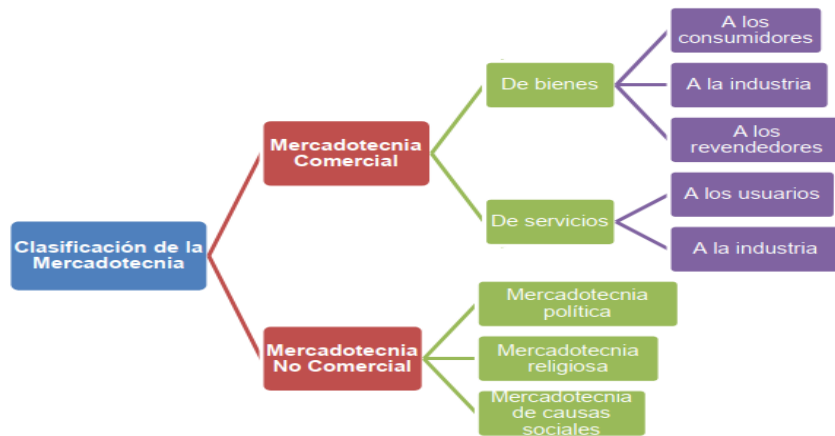 Clasificación de la
Mercadotecnia
Mercadotecnia
Comercial
De bienes
A los
consumidores
A la industria
A los
revendedores
De servicios
A los usuarios
A la industria
Mercadotecnia
No Comercial
Mercadotecnia
política
Mercadotecnia
religiosa
Mercadotecnia
de causas
sociales